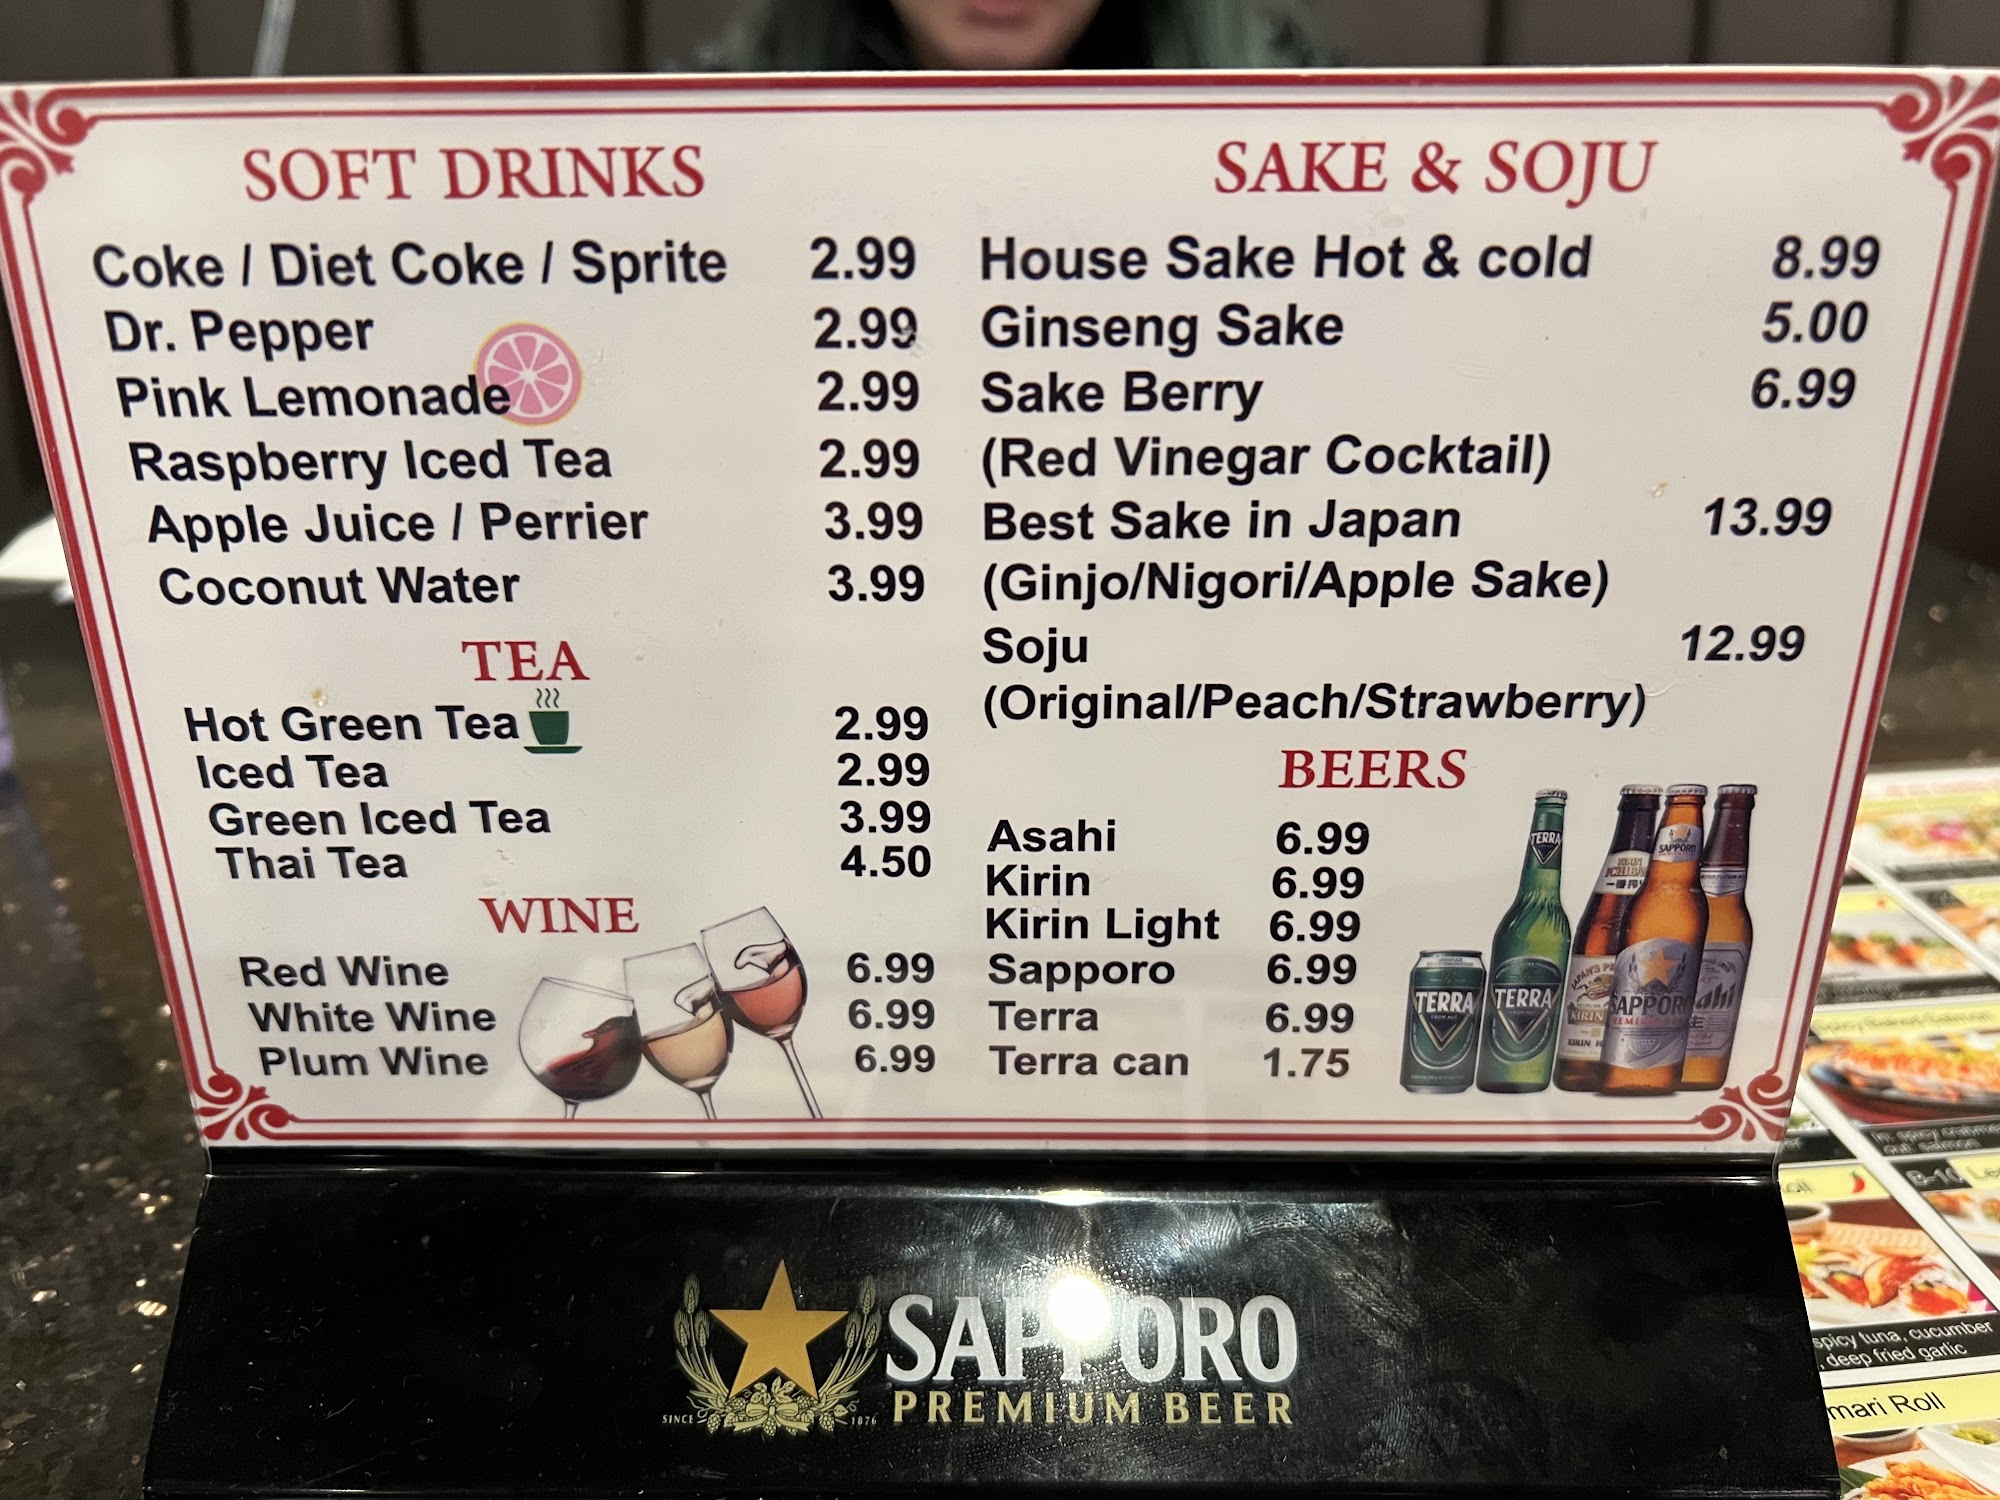 SOFT DRINKS
Coke / Diet Coke / Sprite 2.99
Dr. Pepper 2.99
Pink Lemonade 2.99
Raspberry Iced Tea 2.99
Apple Juice / Perrier 3.99
Coconut Water 3.99
TEA
Hot Green Tea 2.99
Iced Tea 2.99
Green Iced Tea 3.99
Thai Tea 4.50
WINE
Red Wine 6.99
White Wine 6.99
Plum Wine 6.99
SAKE & SOJU
House Sake Hot & cold 8.99
Ginseng Sake 5.00
Sake Berry 6.99
(Red Vinegar Cocktail)
Best Sake in Japan 13.99
(Ginjo/Nigori/Apple Sake)
Soju 12.99
(Original/Peach/Strawberry)
BEERS
Asahi 6.99
Kirin 6.99
Kirin Light 6.99
Sapporo 6.99
Terra 6.99
Terra can 1.75
TERRA
TERRA
TERRA
SAPPORO
KIRIN
SAPPORO
SAPPORO
PREMIUM BEER
SINCE 1876
B-10
spicy tuna, cucumber
, deep fried garlic
mari Roll